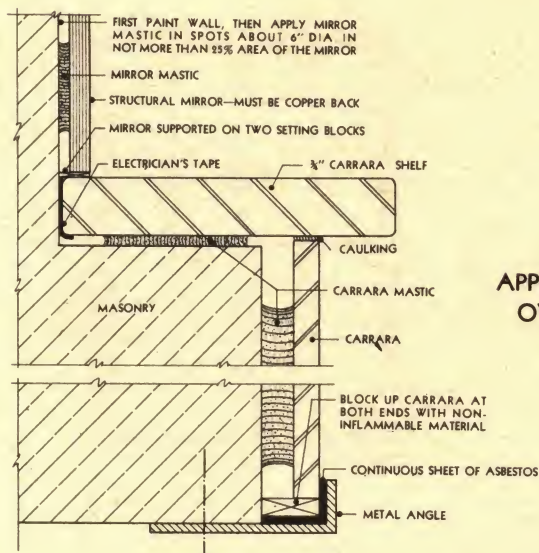 FIRST PAINT WALL, THEN APPLY MIRROR
MASTIC IN SPOTS ABOUT 6" DIA. IN
NOT MORE THAN 25% AREA OF THE MIRROR
MIRROR MASTIC
STRUCTURAL MIRROR—MUST BE COPPER BACK
MIRROR SUPPORTED ON TWO SETTING BLOCKS
ELECTRICIAN'S TAPE
¾" CARRARA SHELF
CAULKING
CARRARA MASTIC
APP
MASONRY
CARRARA
BLOCK UP CARRARA AT
BOTH ENDS WITH NON-
INFLAMMABLE MATERIAL
CONTINUOUS SHEET OF ASBESTOS
METAL ANGLE